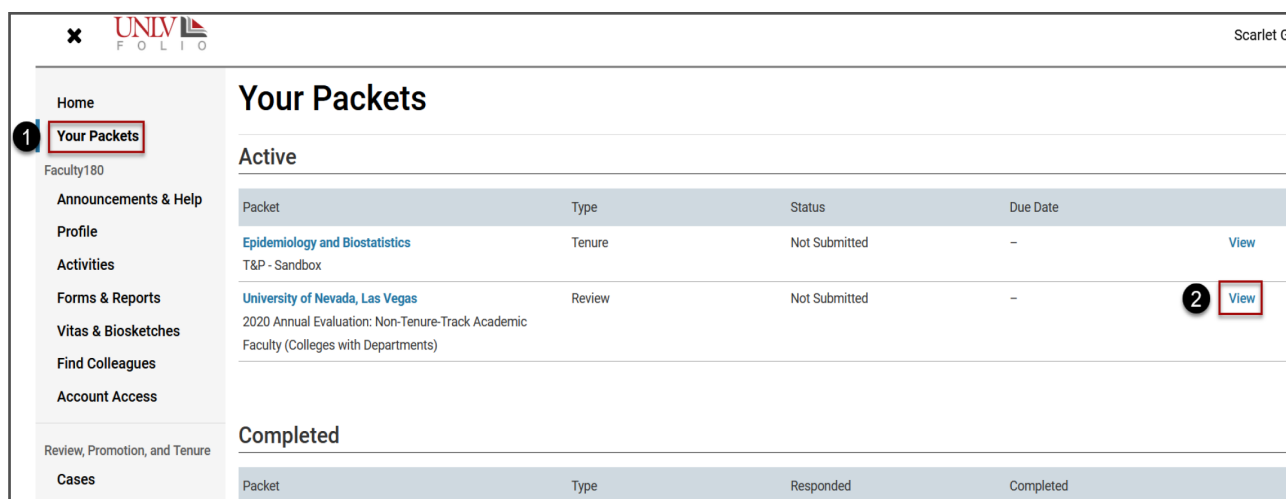 ✖ UNLV Scarlet G
FOLIO
Home
1 Your Packets
Faculty180
Announcements & Help
Profile
Activities
Forms & Reports
Vitas & Biosketches
Find Colleagues
Account Access
Review, Promotion, and Tenure
Cases
Your Packets
Active
Packet Type Status Due Date
Epidemiology and Biostatistics Tenure Not Submitted – View
T&P - Sandbox
University of Nevada, Las Vegas Review Not Submitted – 2 View
2020 Annual Evaluation: Non-Tenure-Track Academic
Faculty (Colleges with Departments)
Completed
Packet Type Responded Completed